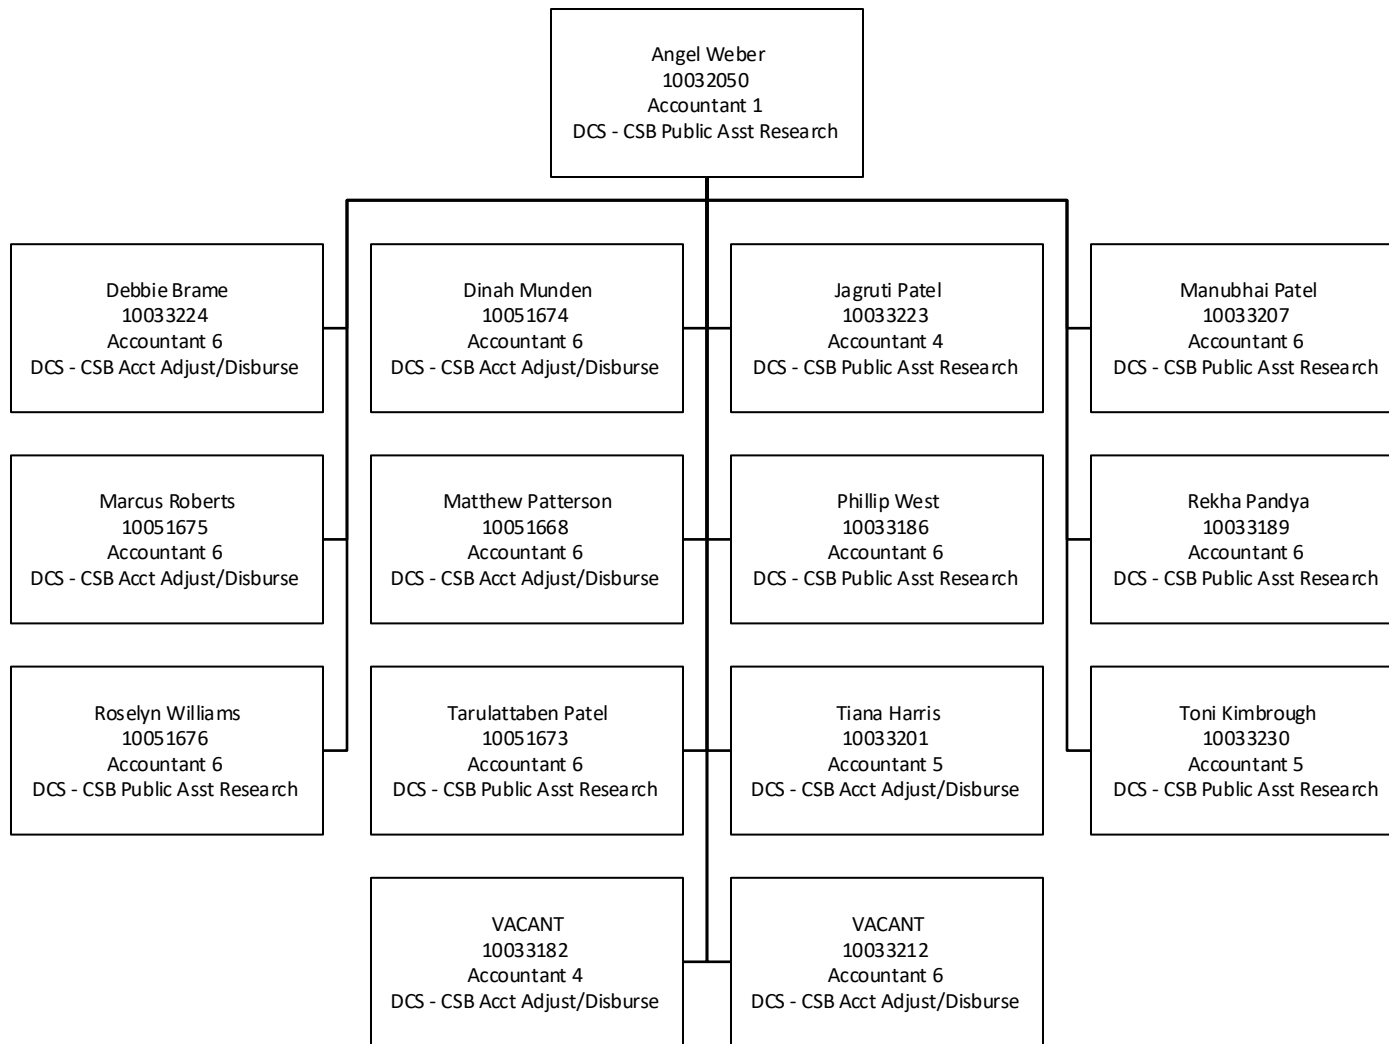 Angel Weber
10032050
Accountant 1
DCS - CSB Public Asst Research
Debbie Brame
10033224
Accountant 6
DCS - CSB Acct Adjust/Disburse
Dinah Munden
10051674
Accountant 6
DCS - CSB Acct Adjust/Disburse
Jagruti Patel
10033223
Accountant 4
DCS - CSB Public Asst Research
Manubhai Patel
10033207
Accountant 6
DCS - CSB Public Asst Research
Marcus Roberts
10051675
Accountant 6
DCS - CSB Acct Adjust/Disburse
Matthew Patterson
10051668
Accountant 6
DCS - CSB Acct Adjust/Disburse
Phillip West
10033186
Accountant 6
DCS - CSB Public Asst Research
Rekha Pandya
10033189
Accountant 6
DCS - CSB Public Asst Research
Roselyn Williams
10051676
Accountant 6
DCS - CSB Public Asst Research
Tarulattaben Patel
10051673
Accountant 6
DCS - CSB Public Asst Research
Tiana Harris
10033201
Accountant 5
DCS - CSB Acct Adjust/Disburse
Toni Kimbrough
10033230
Accountant 5
DCS - CSB Public Asst Research
VACANT
10033182
Accountant 4
DCS - CSB Acct Adjust/Disburse
VACANT
10033212
Accountant 6
DCS - CSB Acct Adjust/Disburse